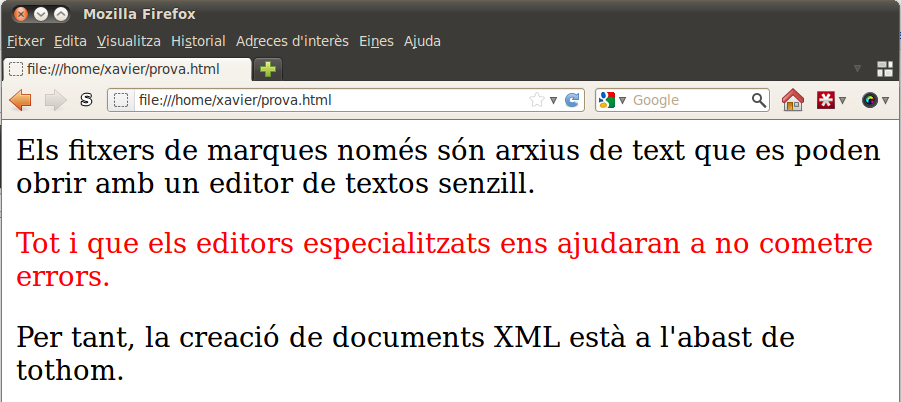 Mozilla Firefox
Fitxer Edita Visualitza Historial Adreces d'interès Eines Ajuda
file:///home/xavier/prova.html
S file:///home/xavier/prova.html Google
Els fitxers de marques només són arxius de text que es poden
obrir amb un editor de textos senzill.
Tot i que els editors especialitzats ens ajudaran a no cometre
errors.
Per tant, la creació de documents XML està a l'abast de
tothom.